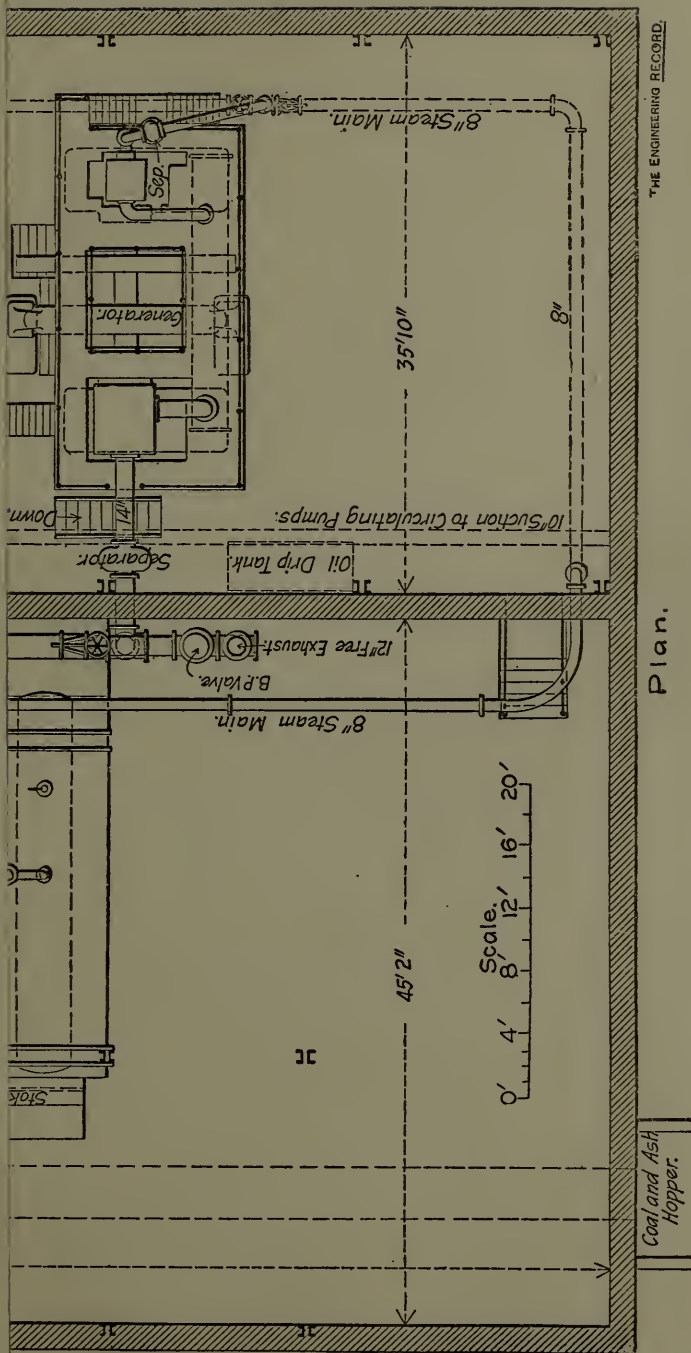 THE ENGINEERING RECORD.
8" Steam Main.
Sep.
Generator.
35'10"
8"
Down.
14"
10" Suction to Circulating Pumps.
Separator.
Oil Drip Tank.
12" Free Exhaust.
B.P. Valve.
8" Steam Main.
Scale.
0' 4' 8' 12' 16' 20'
45'2"
Stok
Coal and Ash
Hopper.
Plan.